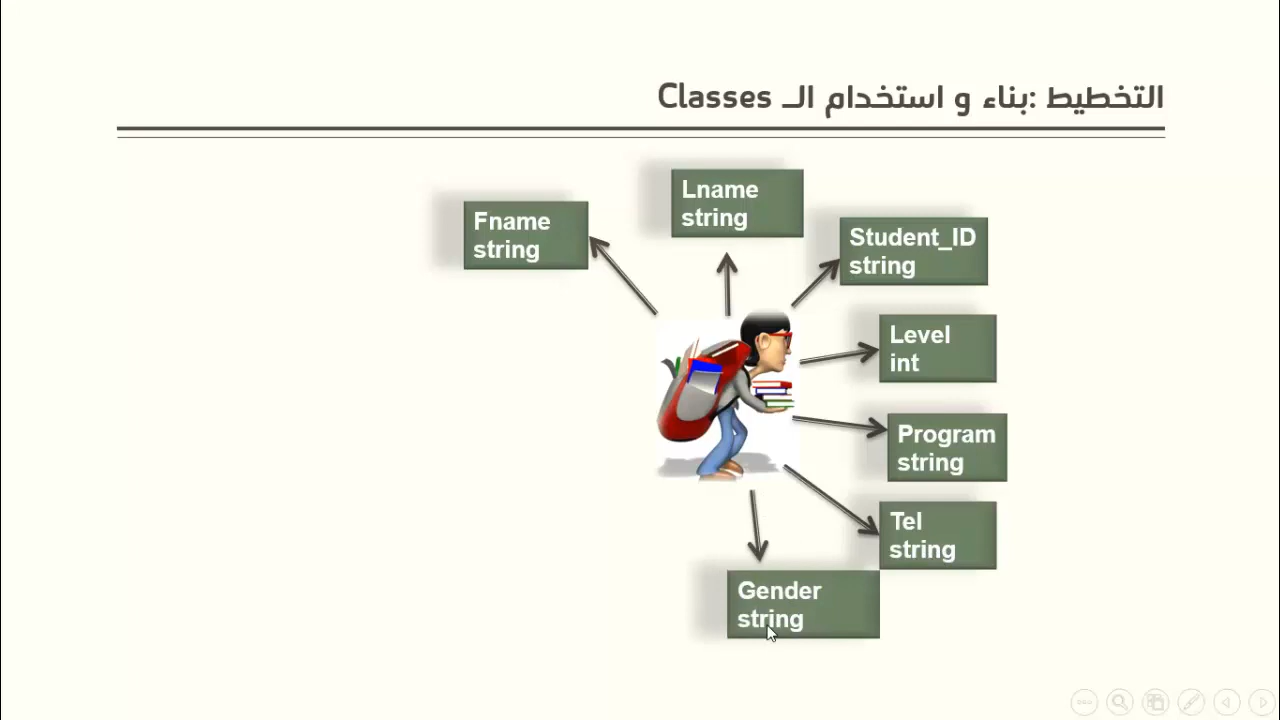 التخطيط :بناء و استخدام الـ Classes
Lname
string
Fname
string
Student_ID
string
Level
int
Program
string
Tel
string
Gender
string